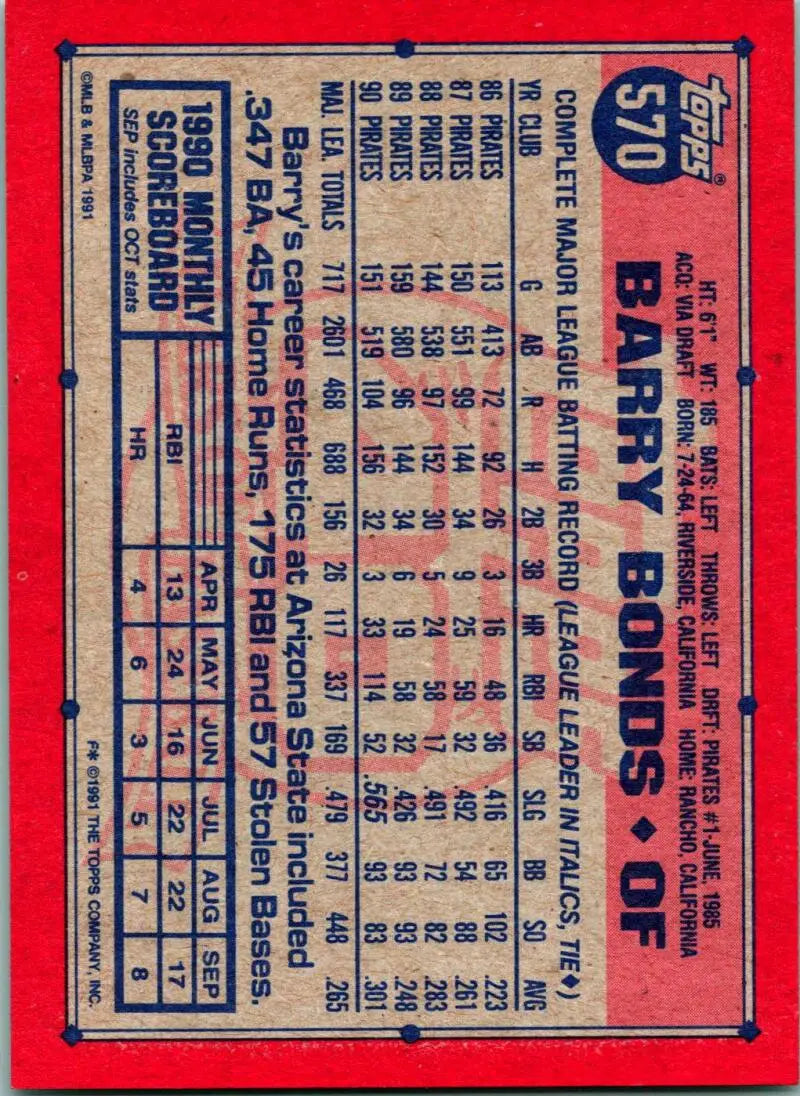 topps®
570
HT: 6'1" WT: 185 BATS: LEFT THROWS: LEFT DRFT: PIRATES #1-JUNE, 1985
ACQ: VIA DRAFT BORN: 7-24-64, RIVERSIDE, CALIFORNIA HOME: RANCHO, CALIFORNIA
BARRY BONDS ◆ OF
COMPLETE MAJOR LEAGUE BATTING RECORD (LEAGUE LEADER IN ITALICS, TIE◆)
YR CLUB G AB R H 2B 3B HR RBI SB SLG BB SO AVG
86 PIRATES 113 413 72 92 26 3 16 48 36 .416 65 102 .223
87 PIRATES 150 551 99 144 34 9 25 59 32 .492 54 88 .261
88 PIRATES 144 538 97 152 30 5 24 58 17 .491 72 82 .283
89 PIRATES 159 580 96 144 34 6 19 58 32 .426 93 93 .248
90 PIRATES 151 519 104 156 32 3 33 114 52 .565 93 83 .301
MAJ. LEA. TOTALS 717 2601 468 688 156 26 117 337 169 .479 377 448 .265
Barry's career statistics at Arizona State included
.347 BA, 45 Home Runs, 175 RBI and 57 Stolen Bases.
1990 MONTHLY
SCOREBOARD
SEP includes OCT stats
APR MAY JUN JUL AUG SEP
RBI 13 24 16 22 22 17
HR 4 6 3 5 7 8
©MLB & MLBPA 1991
F* ©1991 THE TOPPS COMPANY, INC.